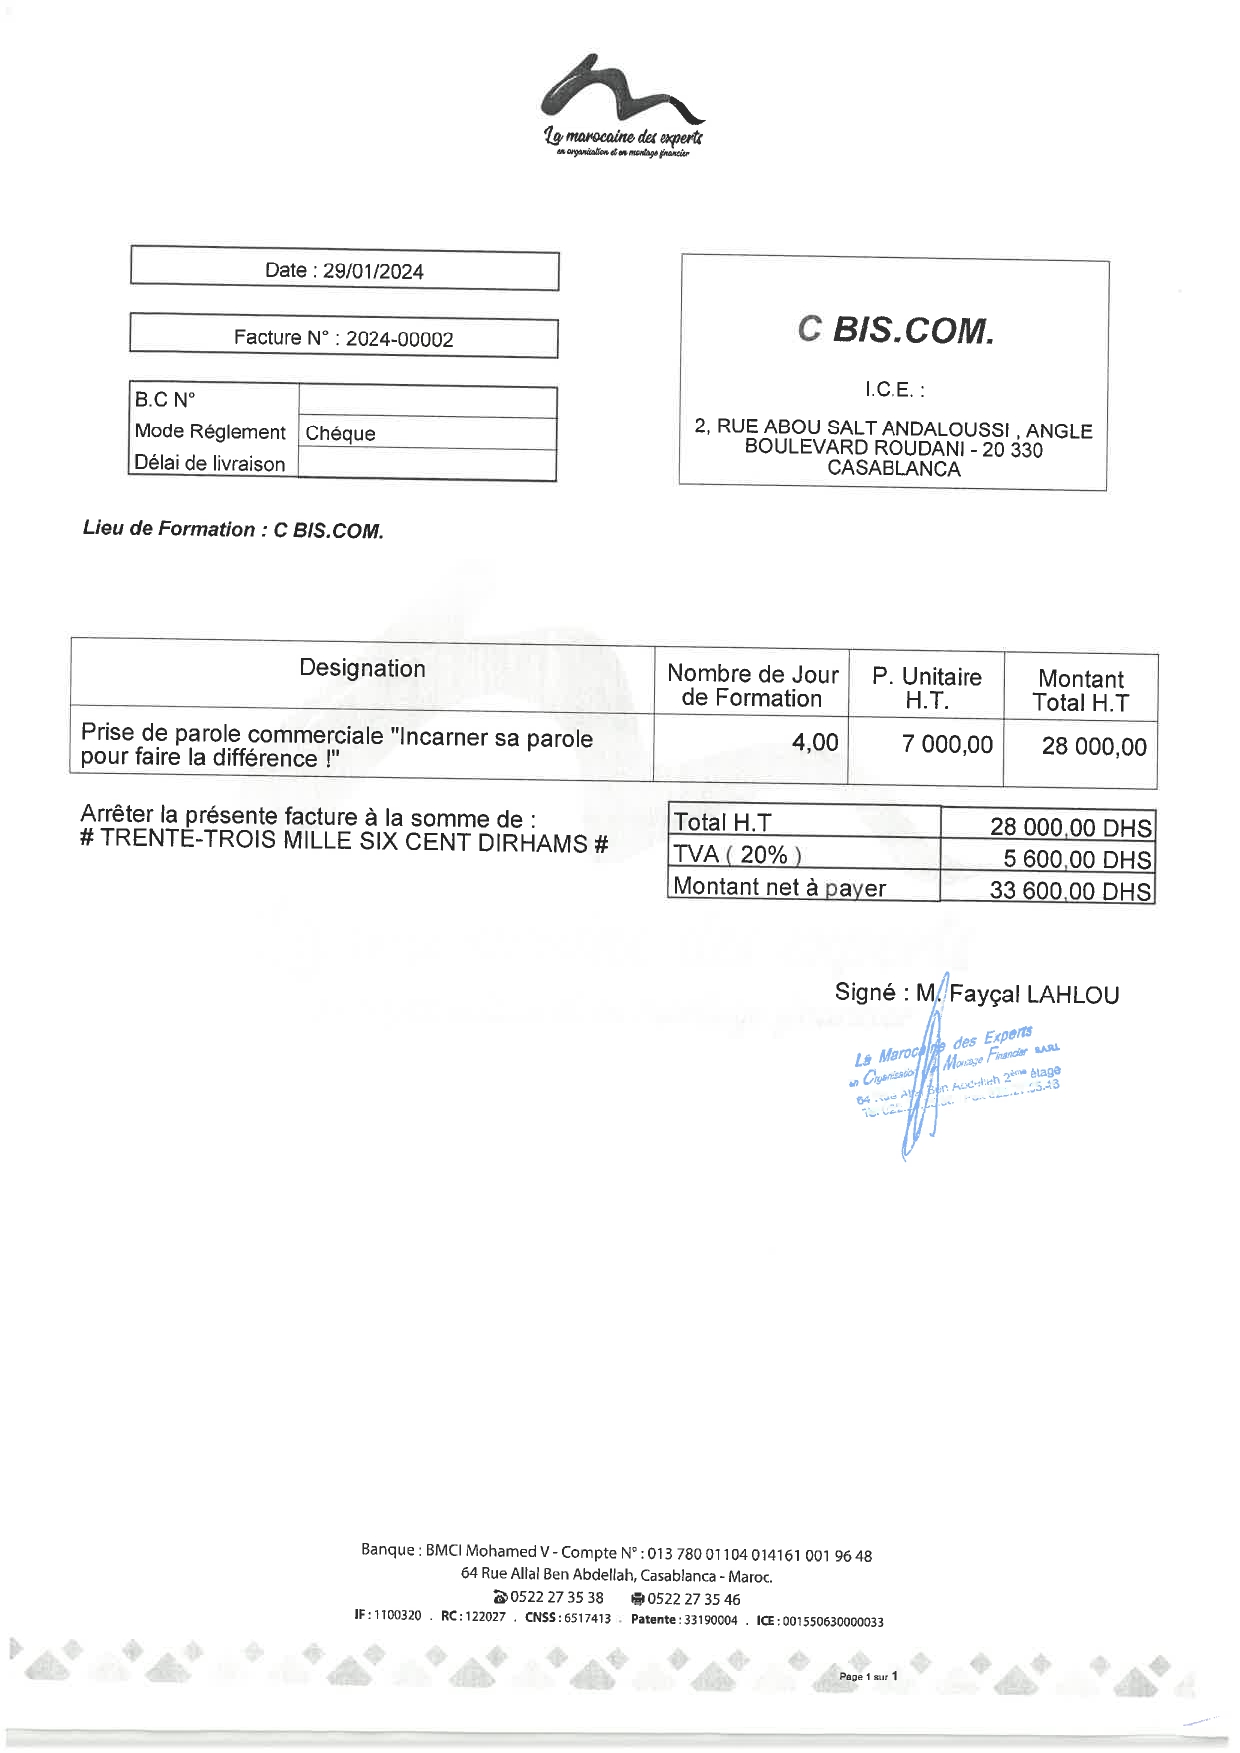 La marocaine des experts
en organisation et en montage financier
Date : 29/01/2024
Facture N° : 2024-00002
B.C N°
Mode Réglement Chéque
Délai de livraison
C BIS.COM.
I.C.E. :
2, RUE ABOU SALT ANDALOUSSI , ANGLE
BOULEVARD ROUDANI - 20 330
CASABLANCA
Lieu de Formation : C BIS.COM.
Designation Nombre de Jour de Formation P. Unitaire H.T. Montant Total H.T
Prise de parole commerciale "Incarner sa parole 4,00 7 000,00 28 000,00
pour faire la différence !"
Arrêter la présente facture à la somme de :
# TRENTE-TROIS MILLE SIX CENT DIRHAMS #
Total H.T 28 000,00 DHS
TVA ( 20% ) 5 600,00 DHS
Montant net à payer 33 600,00 DHS
Signé : M. Fayçal LAHLOU
La Marocaine des Experts
en Organisation Montage Financier SARL
64 Rue Ben Abdellah 2ème étage
Banque : BMCI Mohamed V - Compte N° : 013 780 01104 014161 001 96 48
64 Rue Allal Ben Abdellah, Casablanca - Maroc.
0522 27 35 38 0522 27 35 46
IF : 1100320 . RC : 122027 . CNSS : 6517413 . Patente : 33190004 . ICE : 001550630000033
Page 1 sur 1